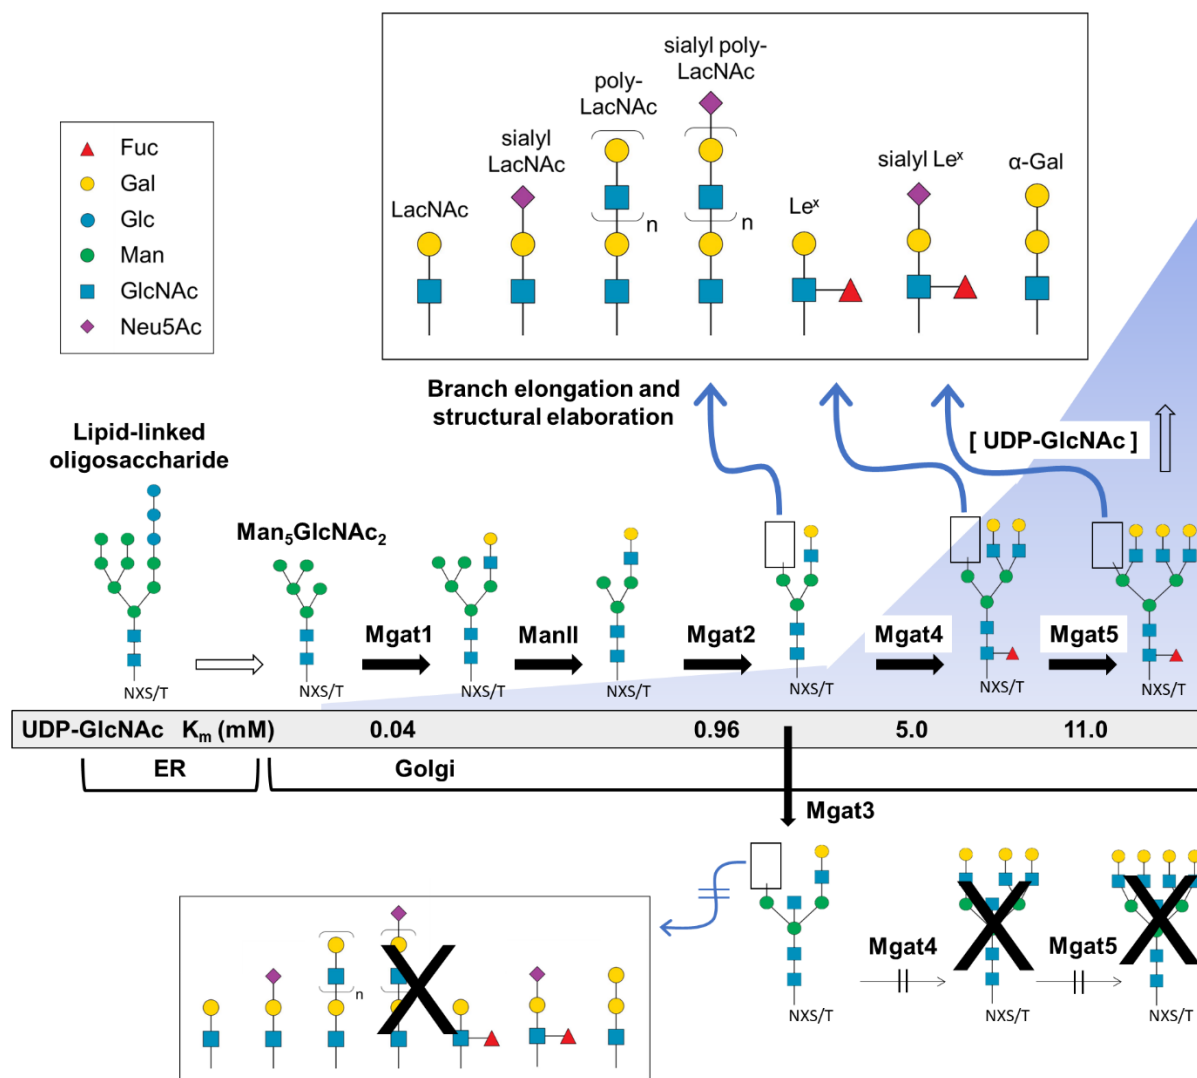 sialyl poly-
LacNAc
poly-
LacNAc
sialyl
LacNAc
LacNAc
n
n
Le^x
sialyl Le^x
α-Gal
Fuc
Gal
Glc
Man
GlcNAc
Neu5Ac
Branch elongation and
structural elaboration
[ UDP-GlcNAc ]
Lipid-linked
oligosaccharide
Man₅GlcNAc₂
Mgat1
ManII
Mgat2
Mgat4
Mgat5
NXS/T
NXS/T
NXS/T
NXS/T
NXS/T
NXS/T
NXS/T
UDP-GlcNAc Kₘ (mM) 0.04 0.96 5.0 11.0
ER
Golgi
Mgat3
Mgat4
Mgat5
n
NXS/T
NXS/T
NXS/T